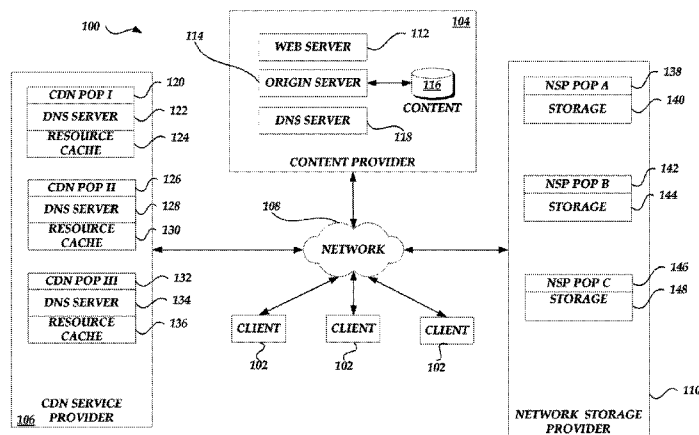 100
104
114
WEB SERVER
112
ORIGIN SERVER
116
CONTENT
DNS SERVER
118
CONTENT PROVIDER
CDN POP I
120
DNS SERVER
122
RESOURCE
CACHE
124
CDN POP II
126
DNS SERVER
128
RESOURCE
CACHE
130
CDN POP III
132
DNS SERVER
134
RESOURCE
CACHE
136
106
CDN SERVICE
PROVIDER
108
NETWORK
CLIENT
102
CLIENT
102
CLIENT
102
NSP POP A
138
STORAGE
140
NSP POP B
142
STORAGE
144
NSP POP C
146
STORAGE
148
110
NETWORK STORAGE
PROVIDER